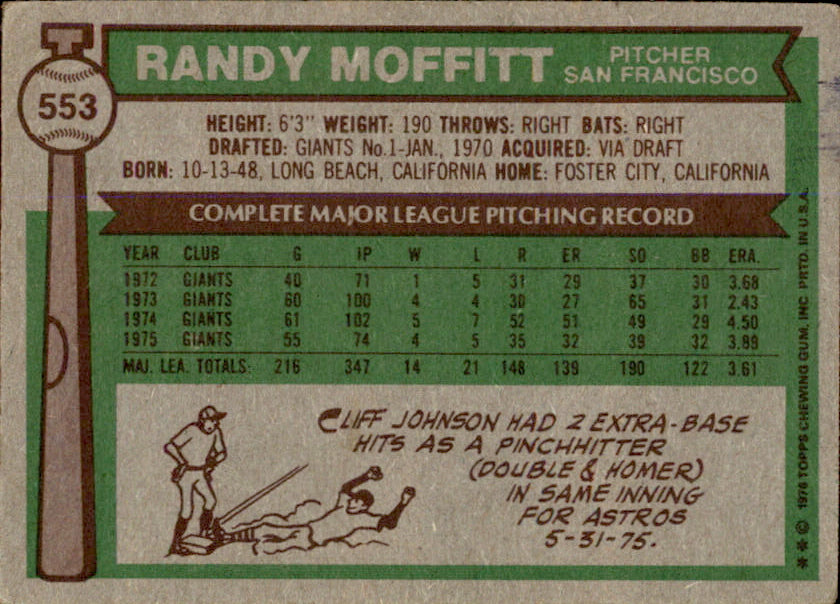 553
RANDY MOFFITT
PITCHER
SAN FRANCISCO
HEIGHT: 6'3" WEIGHT: 190 THROWS: RIGHT BATS: RIGHT
DRAFTED: GIANTS No.1-JAN., 1970 ACQUIRED: VIA DRAFT
BORN: 10-13-48, LONG BEACH, CALIFORNIA HOME: FOSTER CITY, CALIFORNIA
COMPLETE MAJOR LEAGUE PITCHING RECORD
YEAR CLUB G IP W L R ER SO BB ERA.
1972 GIANTS 40 71 1 5 31 29 37 30 3.68
1973 GIANTS 60 100 4 4 30 27 65 31 2.43
1974 GIANTS 61 102 5 7 52 51 49 29 4.50
1975 GIANTS 55 74 4 5 35 32 39 32 3.89
MAJ. LEA. TOTALS: 216 347 14 21 148 139 190 122 3.61
CLIFF JOHNSON HAD 2 EXTRA-BASE
HITS AS A PINCHHITTER
(DOUBLE & HOMER)
IN SAME INNING
FOR ASTROS
5-31-75.
** © 1976 TOPPS CHEWING GUM, INC PRTD. IN U.S.A.